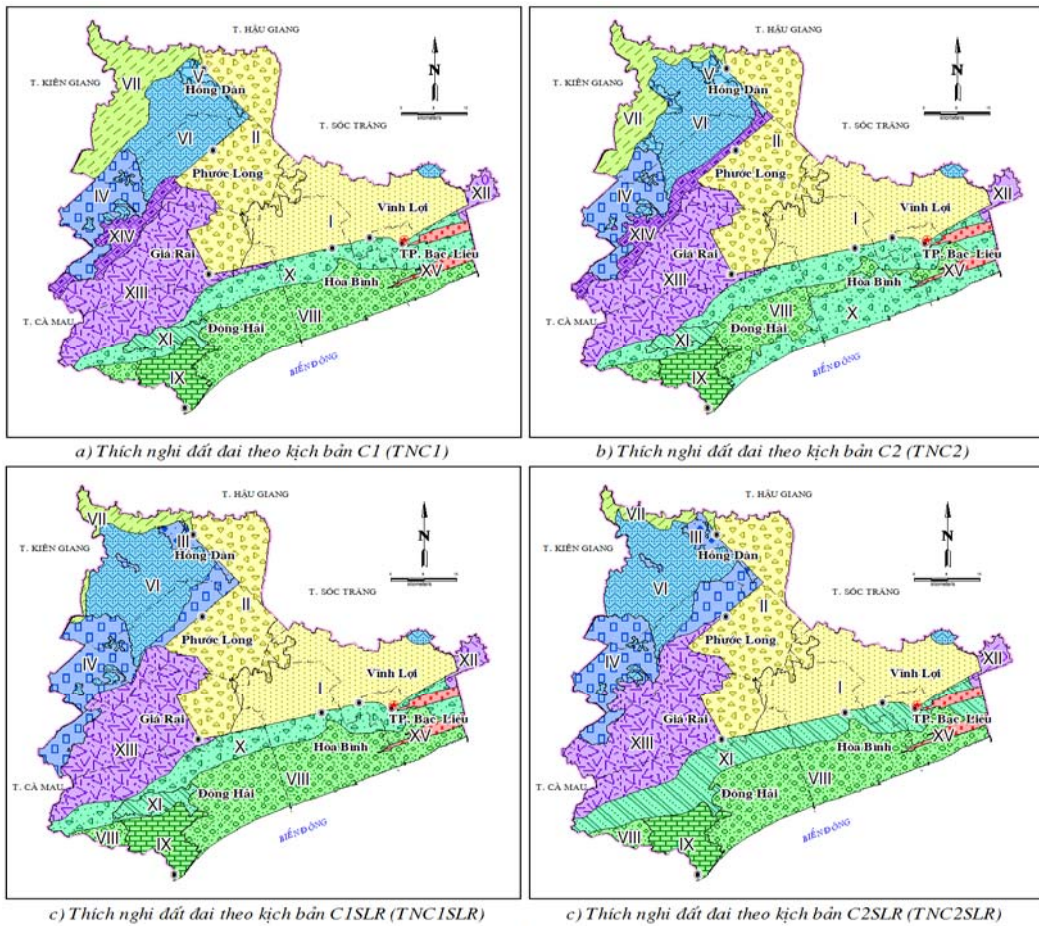 T. HẬU GIANG
T. KIÊN GIANG
VII
V
Hồng Dân
N
VI
II
T. SÓC TRĂNG
Phước Long
IV
XII
I
Vĩnh Lợi
XIV
Giá Rai
TP. Bạc Liêu
X
XV
XIII
Hòa Bình
T. CÀ MAU
VIII
Đông Hải
XI
BIỂN ĐÔNG
IX
a) Thích nghi đất đai theo kịch bản C1 (TNC1)
T. HẬU GIANG
T. KIÊN GIANG
V
Hồng Dân
N
VII
VI
II
T. SÓC TRĂNG
Phước Long
IV
XII
I
Vĩnh Lợi
XIV
Giá Rai
TP. Bạc Liêu
XV
XIII
Hòa Bình
VIII
X
T. CÀ MAU
Đông Hải
XI
BIỂN ĐÔNG
IX
b) Thích nghi đất đai theo kịch bản C2 (TNC2)
T. HẬU GIANG
VII
III
T. KIÊN GIANG
Hồng Dân
N
VI
T. SÓC TRĂNG
II
Phước Long
IV
XII
Vĩnh Lợi
I
Giá Rai
TP. Bạc Liêu
XV
X
Hòa Bình
XIII
VIII
T. CÀ MAU
Đông Hải
XI
BIỂN ĐÔNG
VIII
IX
c) Thích nghi đất đai theo kịch bản C1SLR (TNC1SLR)
T. HẬU GIANG
VII
III
T. KIÊN GIANG
Hồng Dân
N
VI
T. SÓC TRĂNG
II
Phước Long
IV
XII
Vĩnh Lợi
I
Giá Rai
TP. Bạc Liêu
XV
XIII
XI
Hòa Bình
VIII
T. CÀ MAU
Đông Hải
BIỂN ĐÔNG
VIII
IX
c) Thích nghi đất đai theo kịch bản C2SLR (TNC2SLR)